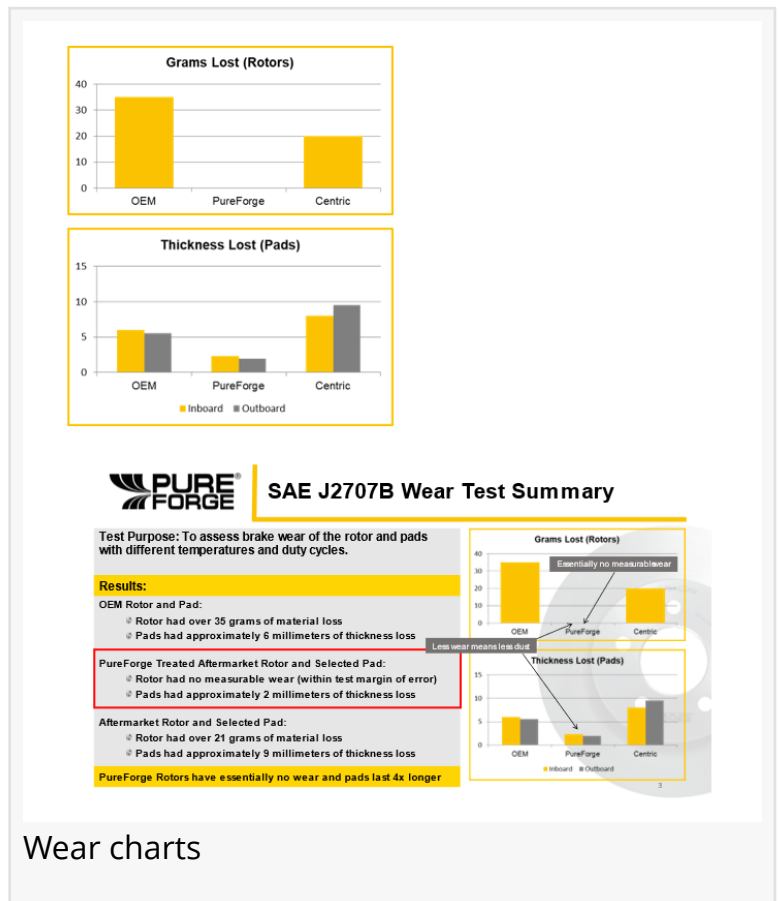 Grams Lost (Rotors)
40
30
20
10
0
OEM PureForge Centric
Thickness Lost (Pads)
15
10
5
0
OEM PureForge Centric
Inboard Outboard
PURE FORGE®
SAE J2707B Wear Test Summary
Test Purpose: To assess brake wear of the rotor and pads
with different temperatures and duty cycles.
Results:
OEM Rotor and Pad:
Rotor had over 35 grams of material loss
Pads had approximately 6 millimeters of thickness loss
PureForge Treated Aftermarket Rotor and Selected Pad:
Rotor had no measurable wear (within test margin of error)
Pads had approximately 2 millimeters of thickness loss
Aftermarket Rotor and Selected Pad:
Rotor had over 21 grams of material loss
Pads had approximately 9 millimeters of thickness loss
PureForge Rotors have essentially no wear and pads last 4x longer
Grams Lost (Rotors)
40
Essentially no measurable wear
30
20
10
0
OEM PureForge Centric
Less wear means less dust
Thickness Lost (Pads)
15
10
5
0
OEM PureForge Centric
Inboard Outboard
3
Wear charts